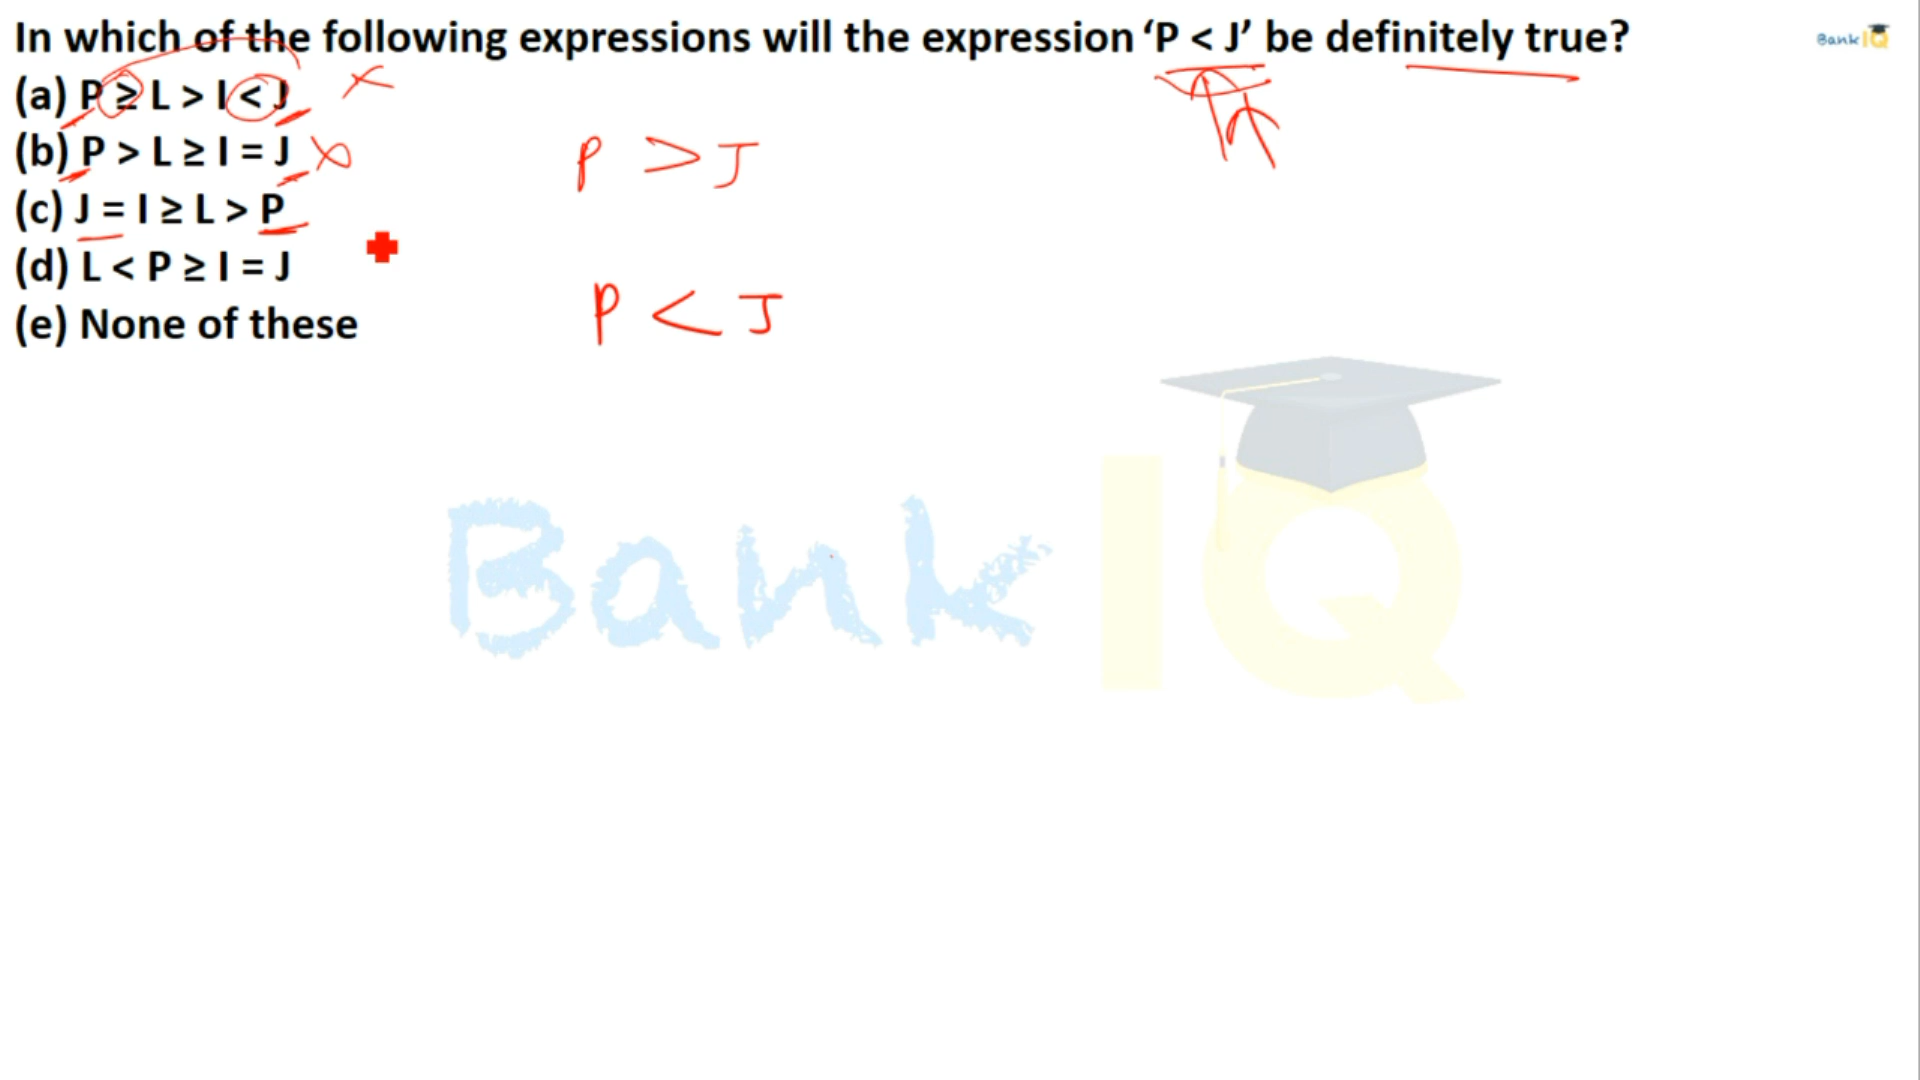 In which of the following expressions will the expression ‘P < J’ be definitely true?
Bank IQ
(a) P ≥ L > I < J
(b) P > L ≥ I = J
P > J
(c) J = I ≥ L > P
(d) L < P ≥ I = J
P < J
(e) None of these
Bank IQ